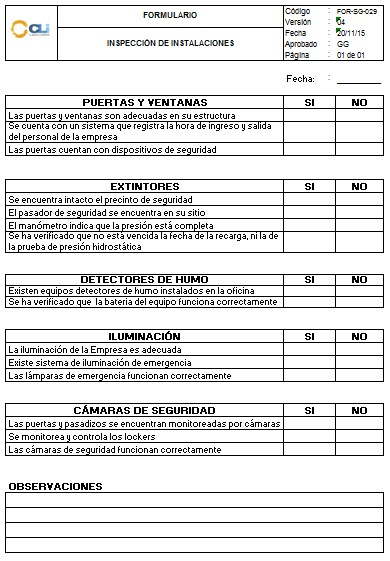 CLI
FORMULARIO
INSPECCIÓN DE INSTALACIONES
Código : FOR-SG-029
Versión : 04
Fecha : 20/11/15
Aprobado : GG
Página : 01 de 01
Fecha: : __________
PUERTAS Y VENTANAS SI NO
Las puertas y ventanas son adecuadas en su estructura
Se cuenta con un sistema que registra la hora de ingreso y salida
del personal de la empresa
Las puertas cuentan con dispositivos de seguridad
EXTINTORES SI NO
Se encuentra intacto el precinto de seguridad
El pasador de seguridad se encuentra en su sitio
El manómetro indica que la presión está completa
Se ha verificado que no está vencida la fecha de la recarga, ni la de
la prueba de presión hidrostática
DETECTORES DE HUMO SI NO
Existen equipos detectores de humo instalados en la oficina
Se ha verificado que la bateria del equipo funciona correctamente
ILUMINACIÓN SI NO
La iluminación de la Empresa es adecuada
Existe sistema de iluminación de emergencia
Las lámparas de emergencia funcionan correctamente
CÁMARAS DE SEGURIDAD SI NO
Las puertas y pasadizos se encuentran monitoreadas por cámaras
Se monitorea y controla los lockers
Las cámaras de seguridad funcionan correctamente
OBSERVACIONES